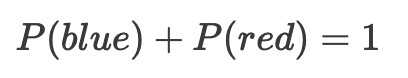 P(blue) + P(red) = 1